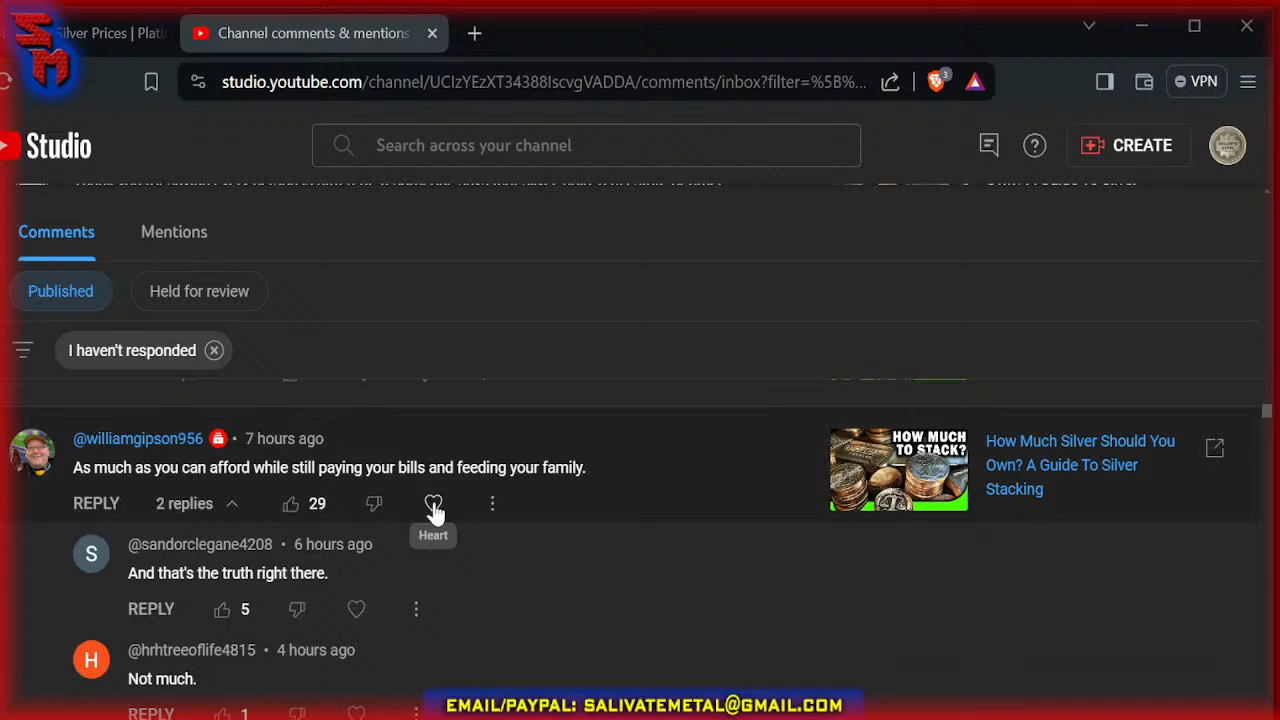 SM
Silver Prices | Plati
Channel comments & mentions
studio.youtube.com/channel/UCIzYEzXT34388IscvgVADDA/comments/inbox?filter=%5B%...
3
VPN
Studio
Search across your channel
CREATE
Comments
Mentions
Published
Held for review
I haven't responded
@williamgipson956 • 7 hours ago
As much as you can afford while still paying your bills and feeding your family.
REPLY 2 replies 29
Heart
HOW MUCH
TO STACK?
How Much Silver Should You
Own? A Guide To Silver
Stacking
S
@sandorclegane4208 • 6 hours ago
And that's the truth right there.
REPLY 5
H
@hrhtreeoflife4815 • 4 hours ago
Not much.
REPLY 1
EMAIL/PAYPAL: SALIVATEMETAL@GMAIL.COM